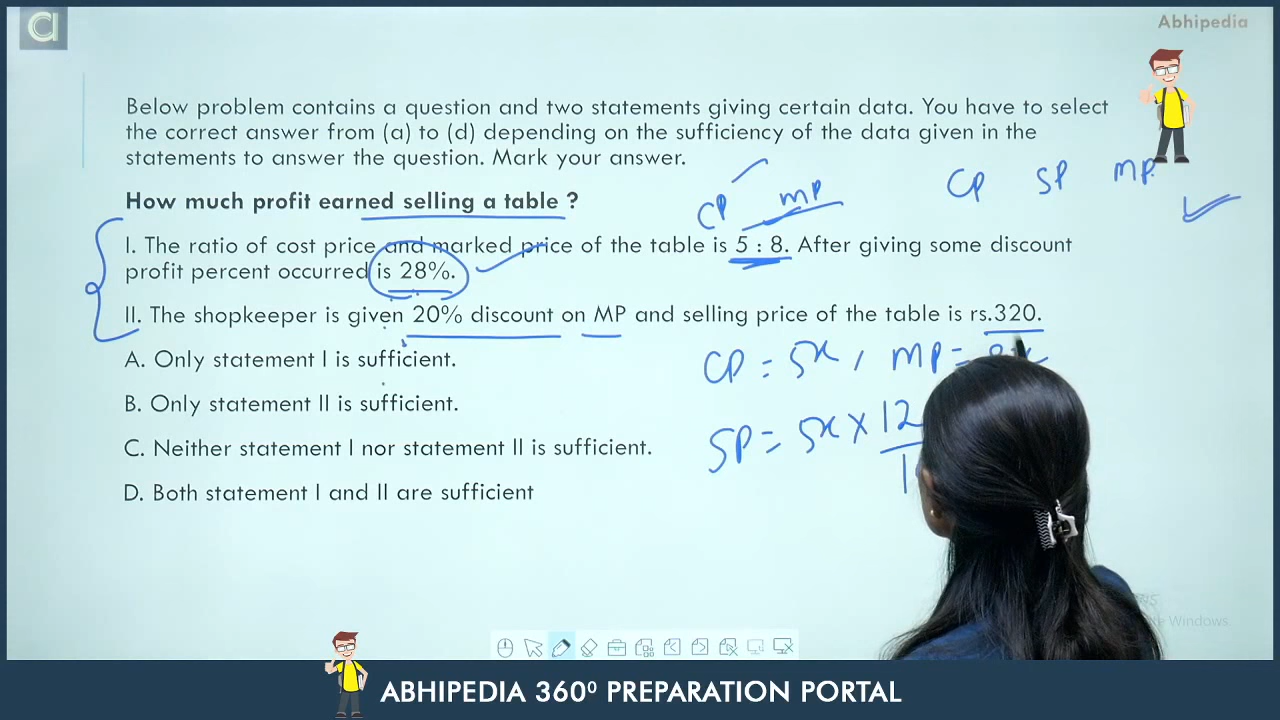 Abhipedia
Below problem contains a question and two statements giving certain data. You have to select
the correct answer from (a) to (d) depending on the sufficiency of the data given in the
statements to answer the question. Mark your answer.
CP SP MP
How much profit earned selling a table ?
CP MP
I. The ratio of cost price and marked price of the table is 5 : 8. After giving some discount
profit percent occurred is 28%.
II. The shopkeeper is given 20% discount on MP and selling price of the table is rs.320.
A. Only statement I is sufficient.
CP = 5x, MP =
B. Only statement II is sufficient.
SP = 5x × 12
C. Neither statement I nor statement II is sufficient.
D. Both statement I and II are sufficient
Windows
ABHIPEDIA 360⁰ PREPARATION PORTAL